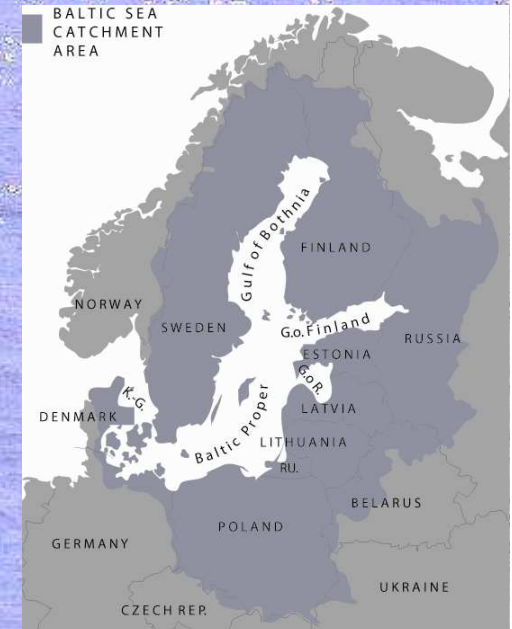 BALTIC SEA
CATCHMENT
AREA
Gulf of Bothnia
FINLAND
NORWAY
SWEDEN
G.o.Finland
RUSSIA
ESTONIA
G.o.R.
K.-G.
LATVIA
DENMARK
Baltic Proper
LITHUANIA
RU.
BELARUS
POLAND
GERMANY
UKRAINE
CZECH REP.